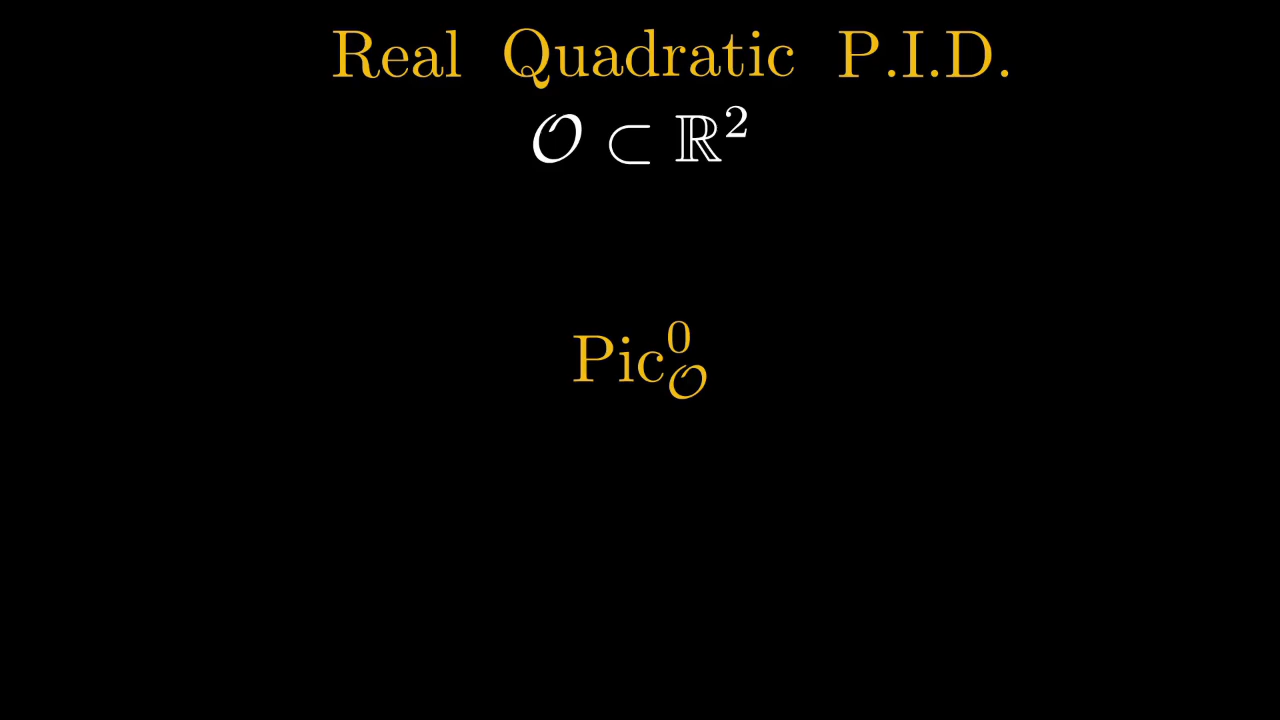 Real Quadratic P.I.D.
𝒪 ⊂ ℝ²
Pic⁰_𝒪